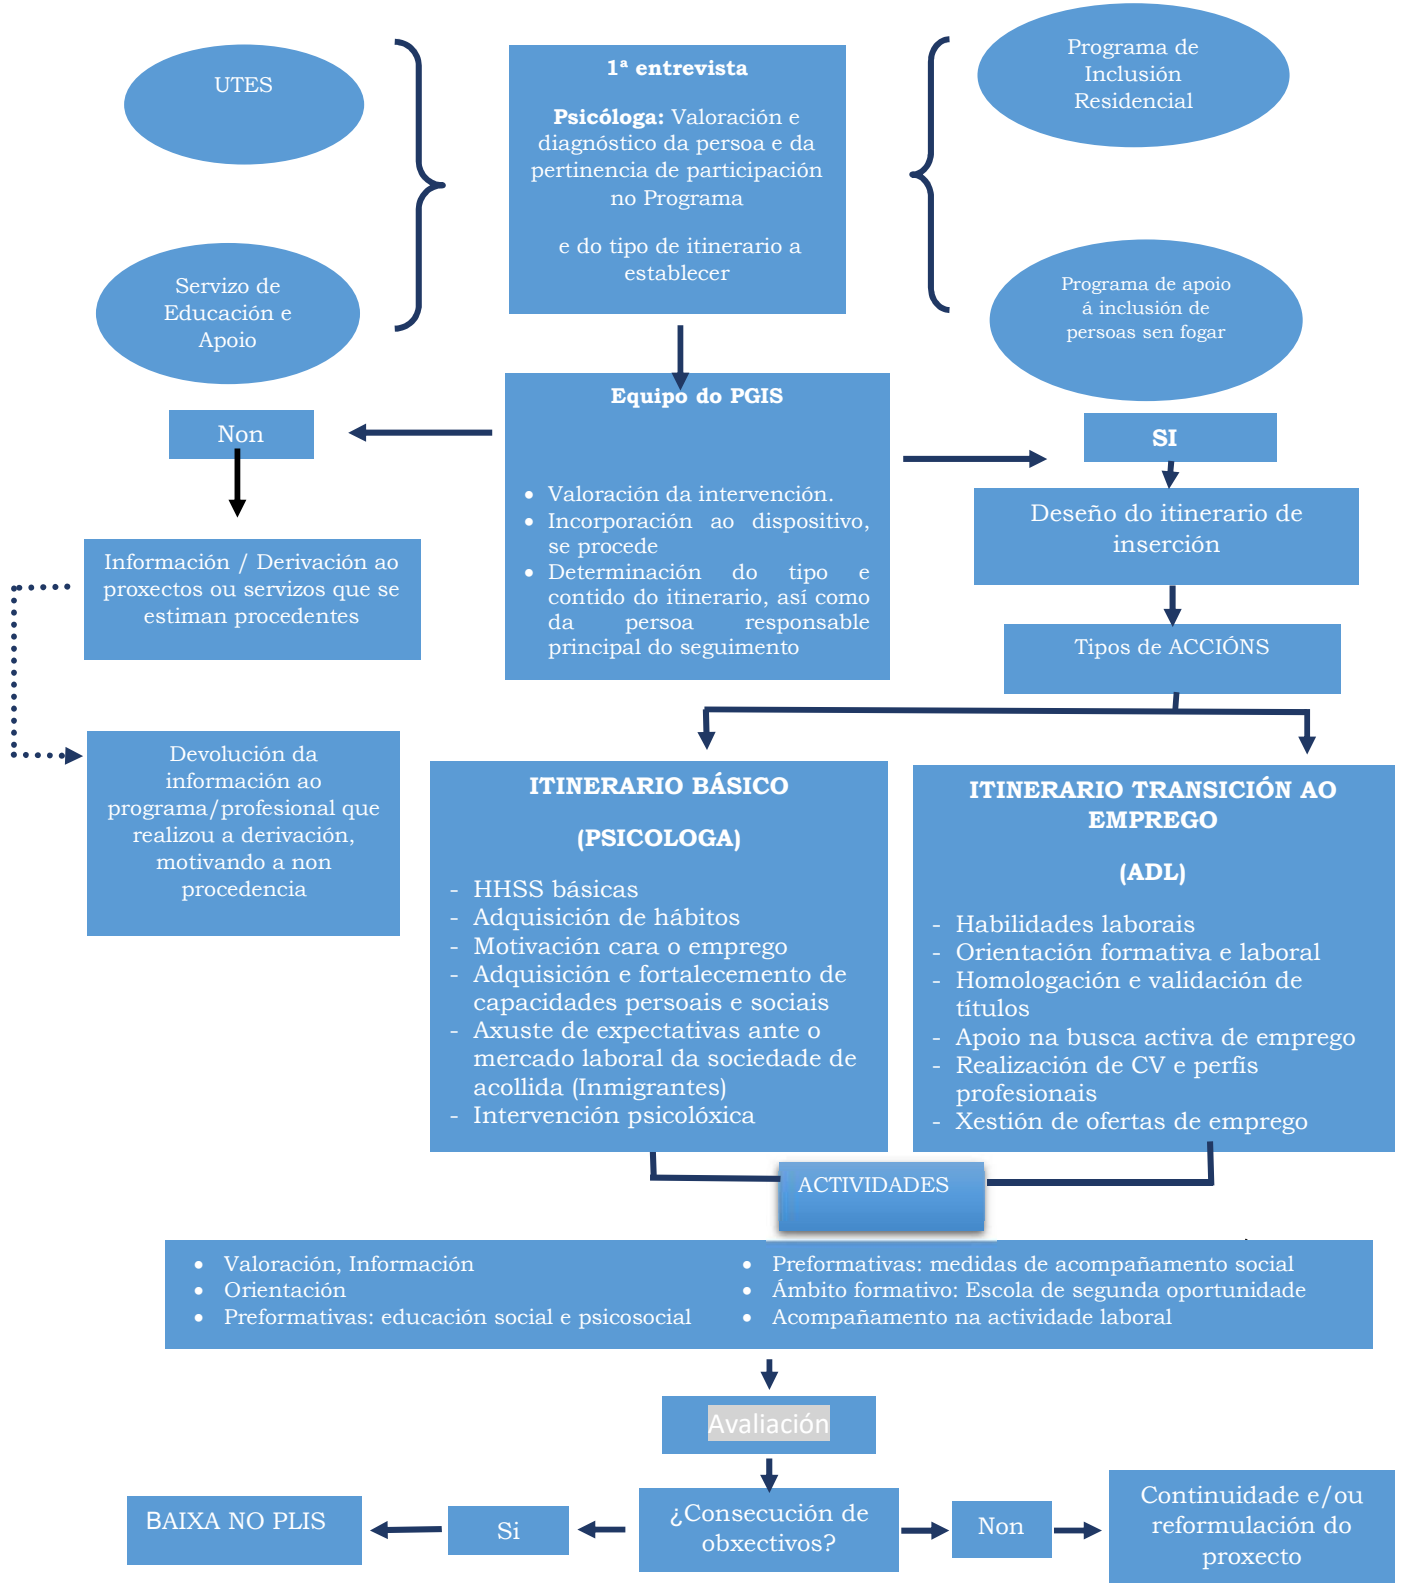 UTES
Servizo de
Educación e
Apoio
1ª entrevista
Psicóloga: Valoración e
diagnóstico da persoa e da
pertinencia de participación
no Programa
e do tipo de itinerario a
establecer
Programa de
Inclusión
Residencial
Programa de apoio
á inclusión de
persoas sen fogar
Equipo do PGIS
• Valoración da intervención.
• Incorporación ao dispositivo,
se procede
• Determinación do tipo e
contido do itinerario, así como
da persoa responsable
principal do seguimento
Non
Información / Derivación ao
proxectos ou servizos que se
estiman procedentes
Devolución da
información ao
programa/profesional que
realizou a derivación,
motivando a non
procedencia
SI
Deseño do itinerario de
inserción
Tipos de ACCIÓNS
ITINERARIO BÁSICO
(PSICOLOGA)
- HHSS básicas
- Adquisición de hábitos
- Motivación cara o emprego
- Adquisición e fortalecemento de
capacidades persoais e sociais
- Axuste de expectativas ante o
mercado laboral da sociedade de
acollida (Inmigrantes)
- Intervención psicolóxica
ITINERARIO TRANSICIÓN AO
EMPREGO
(ADL)
- Habilidades laborais
- Orientación formativa e laboral
- Homologación e validación de
títulos
- Apoio na busca activa de emprego
- Realización de CV e perfís
profesionais
- Xestión de ofertas de emprego
ACTIVIDADES
• Valoración, Información
• Orientación
• Preformativas: educación social e psicosocial
• Preformativas: medidas de acompañamento social
• Ámbito formativo: Escola de segunda oportunidade
• Acompañamento na actividade laboral
Avaliación
¿Consecución de
obxectivos?
Si
BAIXA NO PLIS
Non
Continuidade e/ou
reformulación do
proxecto